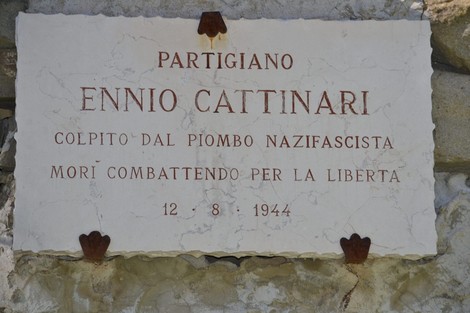 PARTIGIANO
ENNIO CATTINARI
COLPITO DAL PIOMBO NAZIFASCISTA
MORÌ COMBATTENDO PER LA LIBERTÀ
12 - 8 - 1944